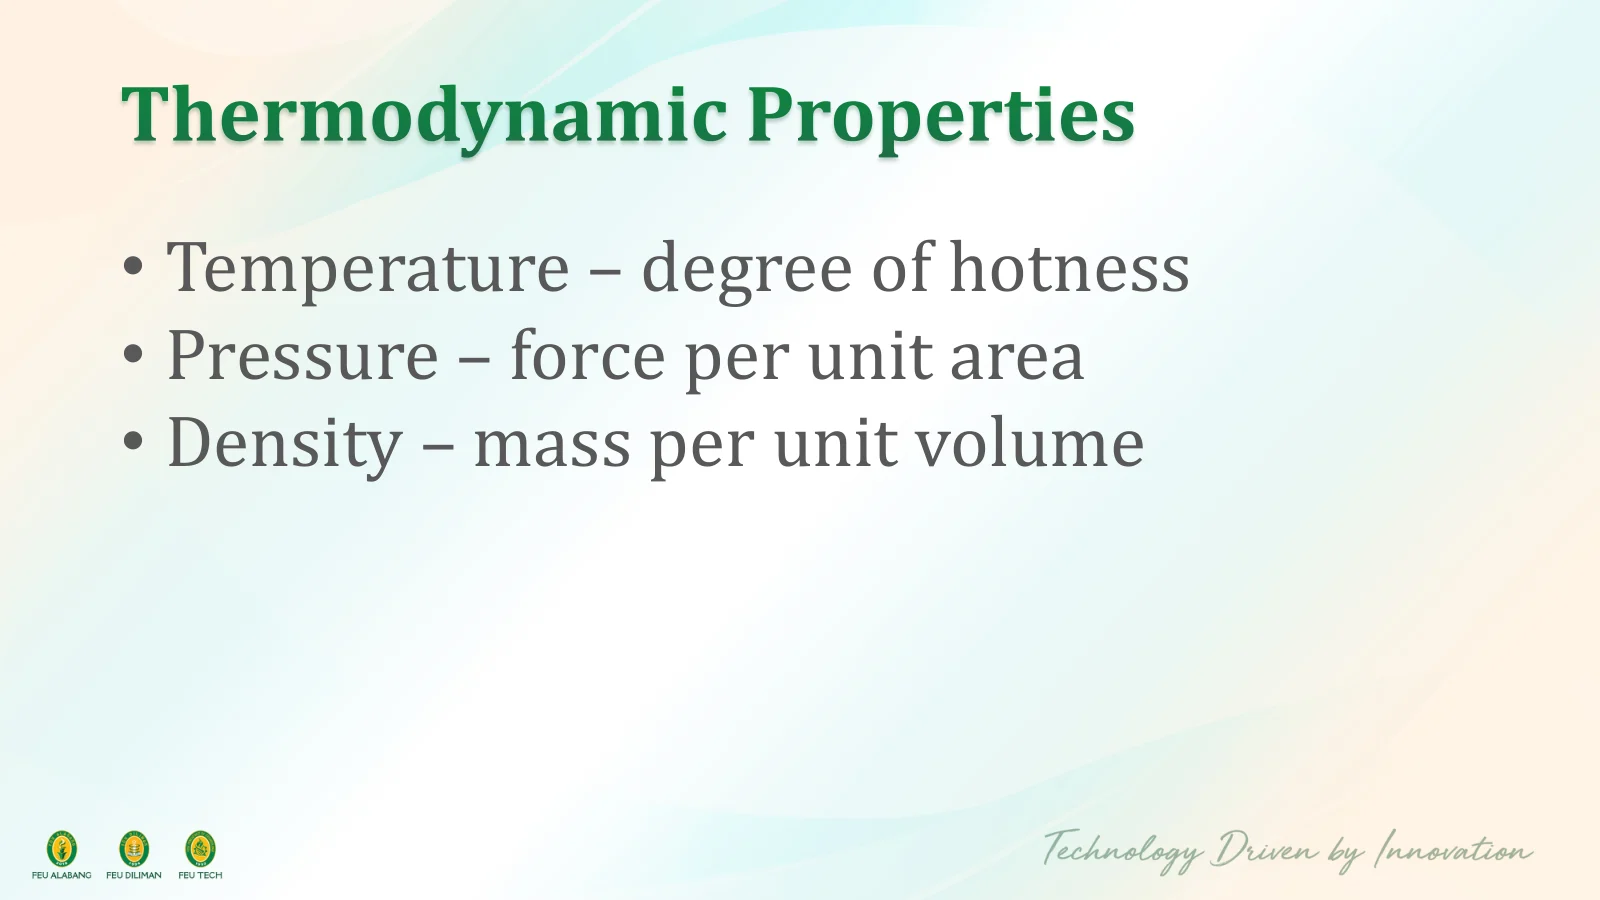 Thermodynamic Properties
• Temperature – degree of hotness
• Pressure – force per unit area
• Density – mass per unit volume
FEU ALABANG FEU DILIMAN FEU TECH
Technology Driven by Innovation